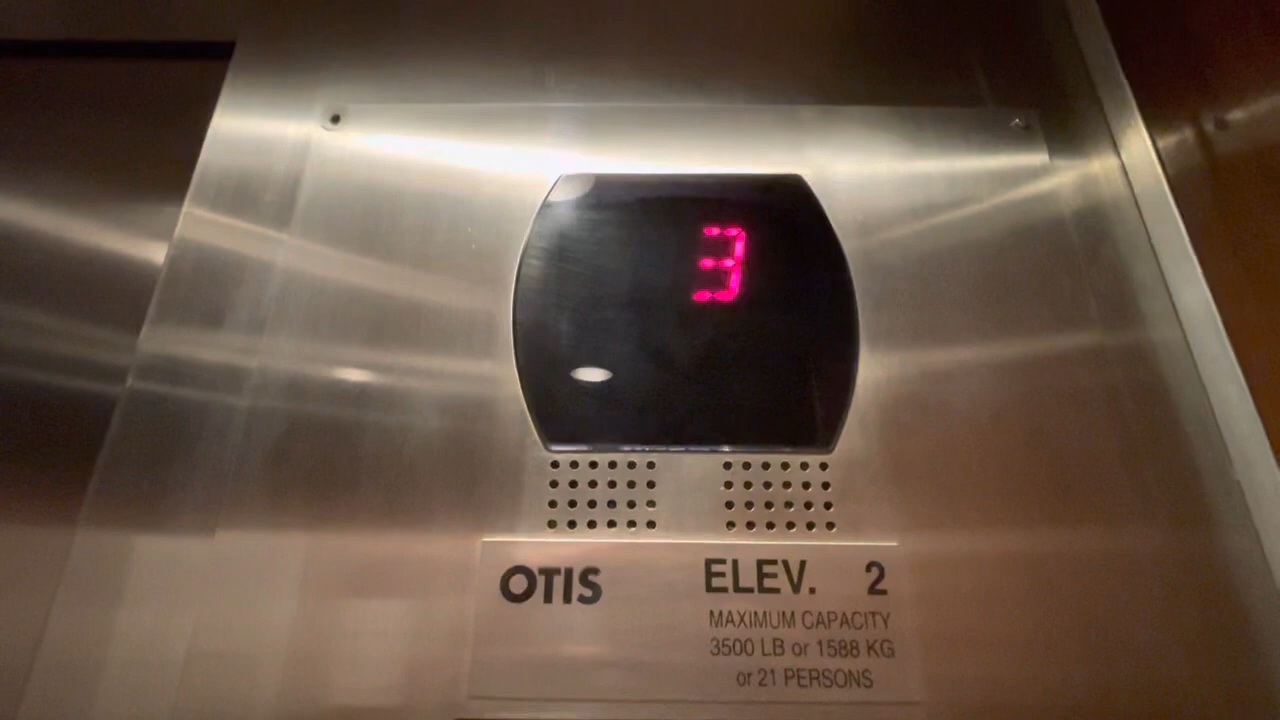 3
OTIS ELEV. 2
MAXIMUM CAPACITY
3500 LB or 1588 KG
or 21 PERSONS